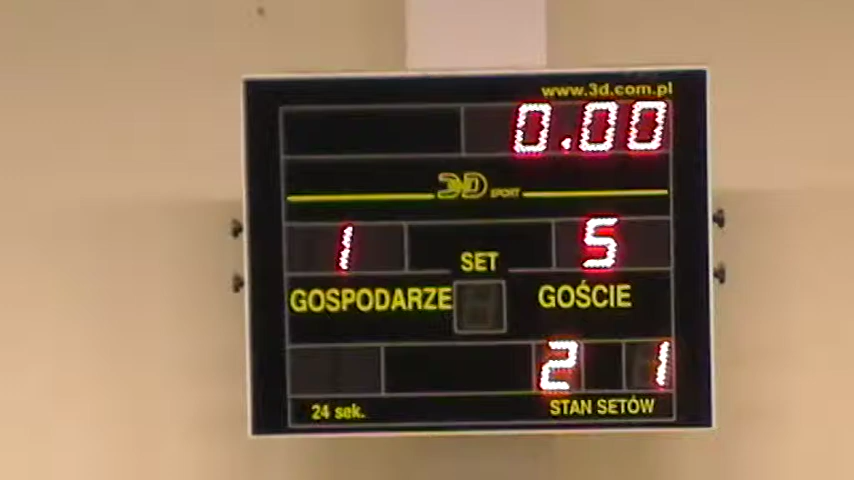 www.3d.com.pl
0.00
3D SPORT
1 5
SET
GOSPODARZE GOŚCIE
2 1
24 sek. STAN SETÓW